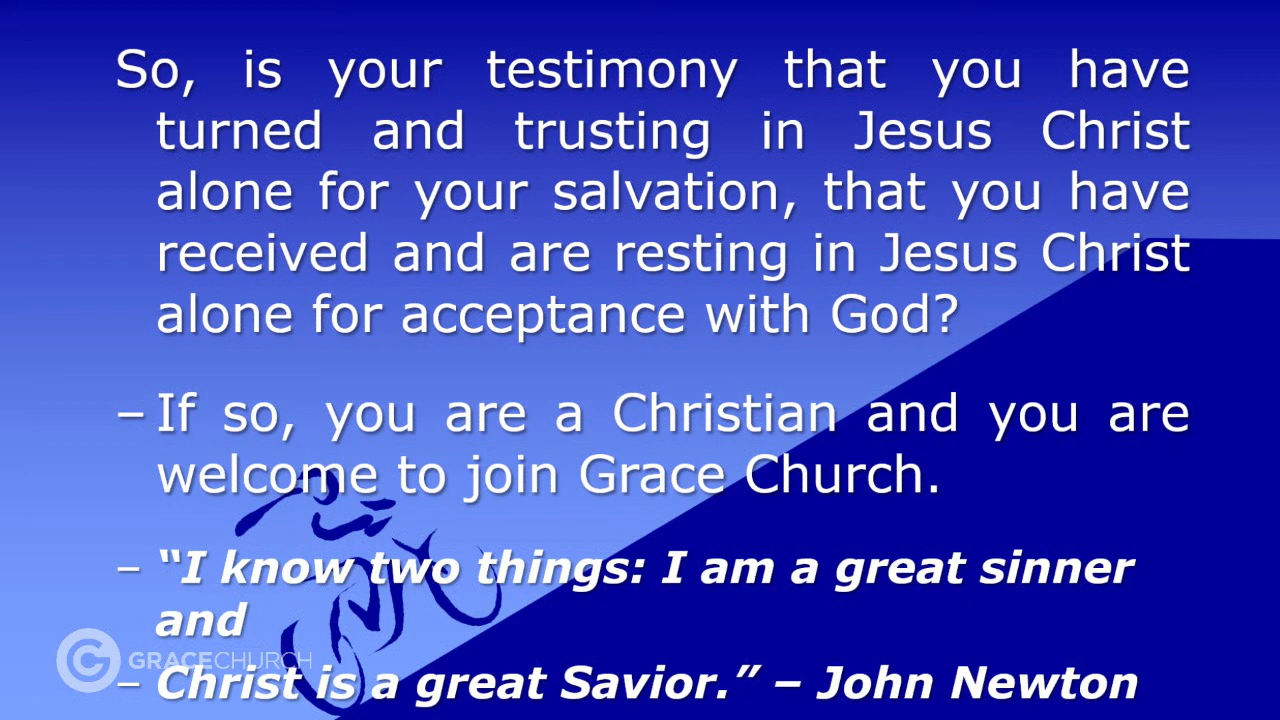 So, is your testimony that you have
turned and trusting in Jesus Christ
alone for your salvation, that you have
received and are resting in Jesus Christ
alone for acceptance with God?
– If so, you are a Christian and you are
welcome to join Grace Church.
– “I know two things: I am a great sinner
and
– Christ is a great Savior.” – John Newton
GRACECHURCH